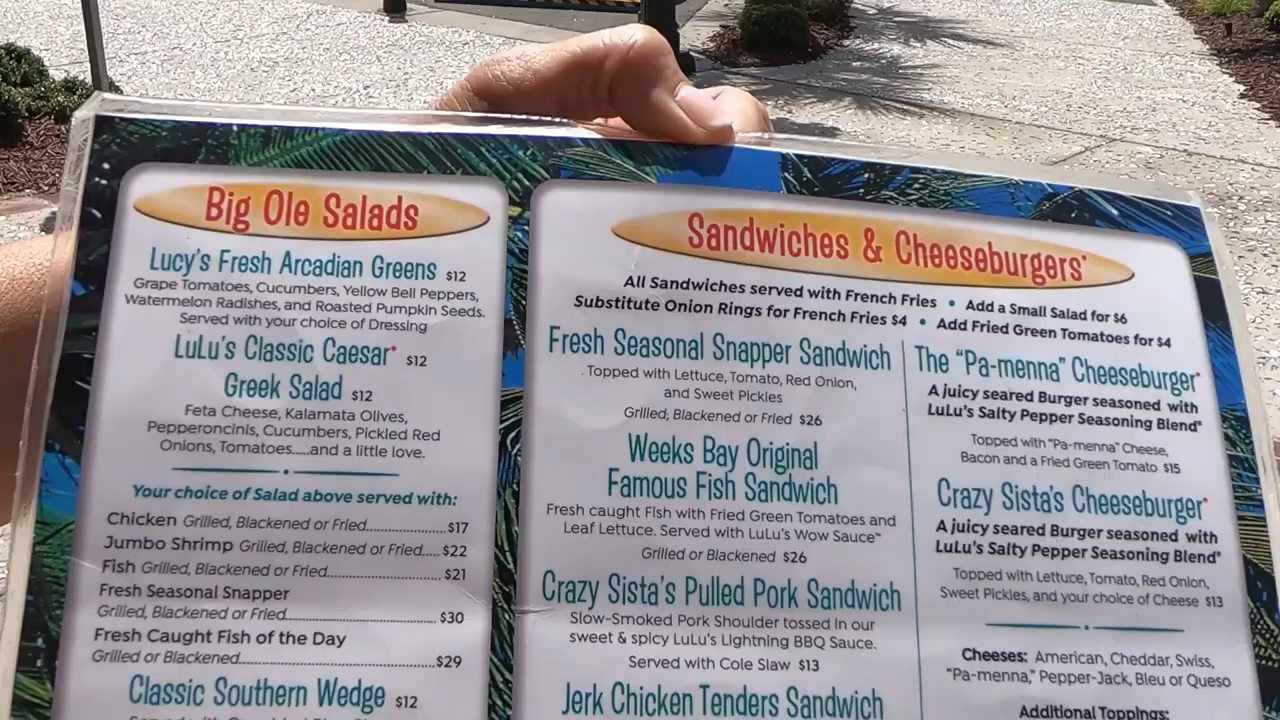 Big Ole Salads
Lucy's Fresh Arcadian Greens $12
Grape Tomatoes, Cucumbers, Yellow Bell Peppers,
Watermelon Radishes, and Roasted Pumpkin Seeds.
Served with your choice of Dressing
LuLu's Classic Caesar* $12
Greek Salad $12
Feta Cheese, Kalamata Olives,
Pepperoncinis, Cucumbers, Pickled Red
Onions, Tomatoes.....and a little love.
Your choice of Salad above served with:
Chicken Grilled, Blackened or Fried.......................... $17
Jumbo Shrimp Grilled, Blackened or Fried..... $22
Fish Grilled, Blackened or Fried............................. $21
Fresh Seasonal Snapper
Grilled, Blackened or Fried...................................... $30
Fresh Caught Fish of the Day
Grilled or Blackened.................................................. $29
Classic Southern Wedge $12
Sandwiches & Cheeseburgers*
All Sandwiches served with French Fries • Add a Small Salad for $6
Substitute Onion Rings for French Fries $4 • Add Fried Green Tomatoes for $4
Fresh Seasonal Snapper Sandwich
Topped with Lettuce, Tomato, Red Onion,
and Sweet Pickles
Grilled, Blackened or Fried $26
Weeks Bay Original
Famous Fish Sandwich
Fresh caught Fish with Fried Green Tomatoes and
Leaf Lettuce. Served with LuLu's Wow Sauce™
Grilled or Blackened $26
Crazy Sista's Pulled Pork Sandwich
Slow-Smoked Pork Shoulder tossed in our
sweet & spicy LuLu's Lightning BBQ Sauce.
Served with Cole Slaw $13
Jerk Chicken Tenders Sandwich
The "Pa-menna" Cheeseburger*
A juicy seared Burger seasoned with
LuLu's Salty Pepper Seasoning Blend®
Topped with "Pa-menna" Cheese,
Bacon and a Fried Green Tomato $15
Crazy Sista's Cheeseburger*
A juicy seared Burger seasoned with
LuLu's Salty Pepper Seasoning Blend®
Topped with Lettuce, Tomato, Red Onion,
Sweet Pickles, and your choice of Cheese $13
Cheeses: American, Cheddar, Swiss,
"Pa-menna," Pepper-Jack, Bleu or Queso
Additional Toppings: